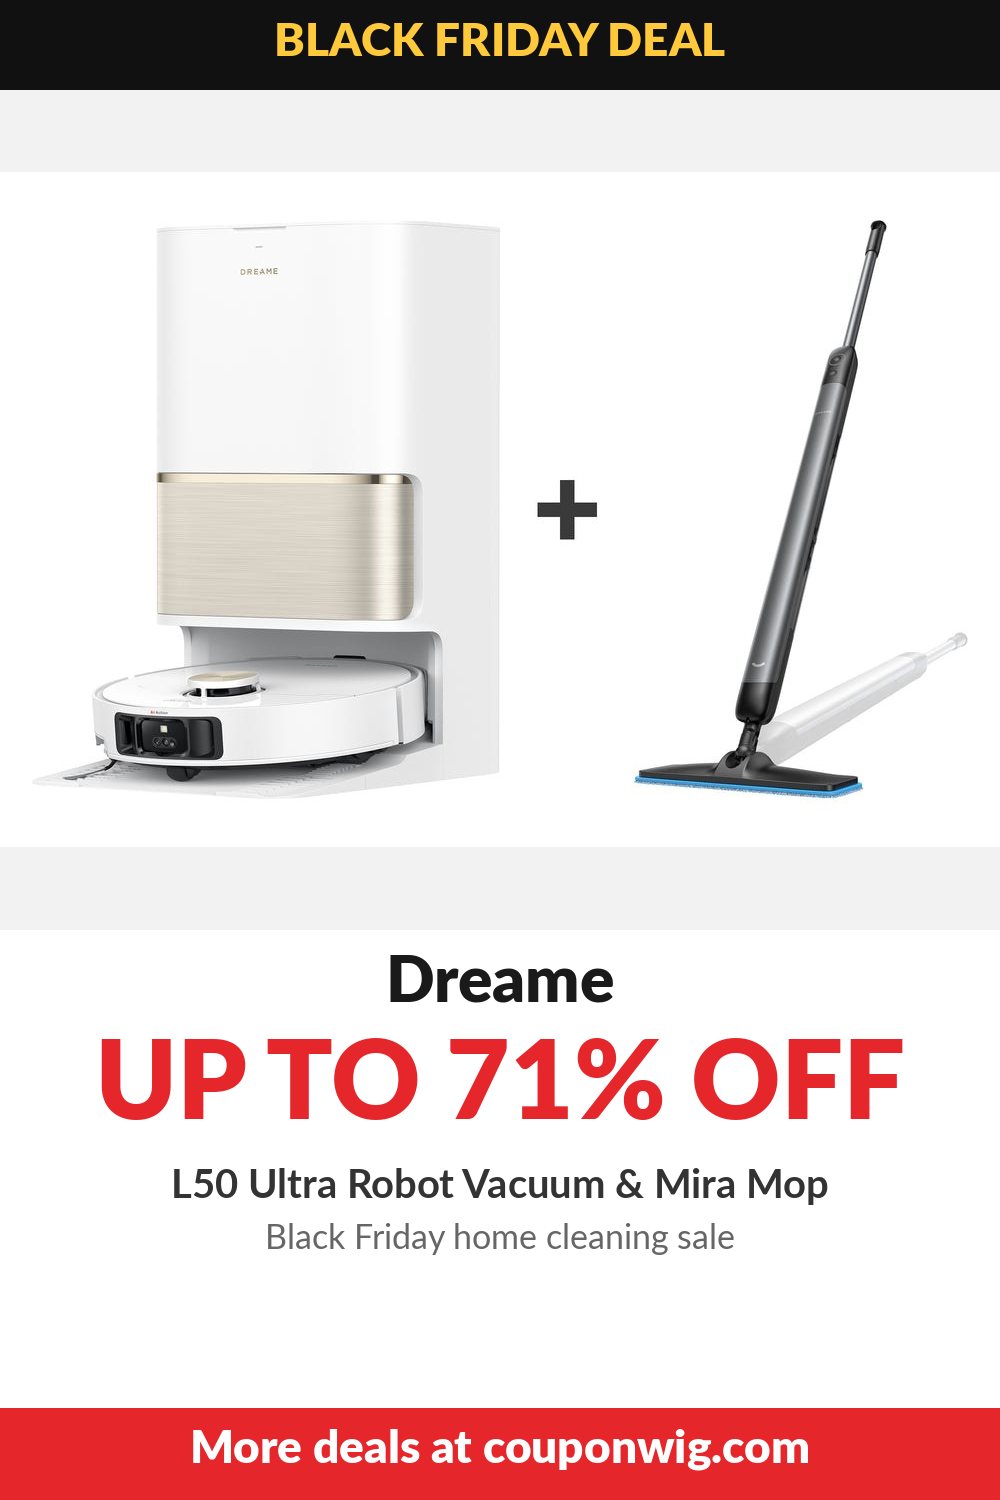 BLACK FRIDAY DEAL
DREAME
+
Dreame
UP TO 71% OFF
L50 Ultra Robot Vacuum & Mira Mop
Black Friday home cleaning sale
More deals at couponwig.com